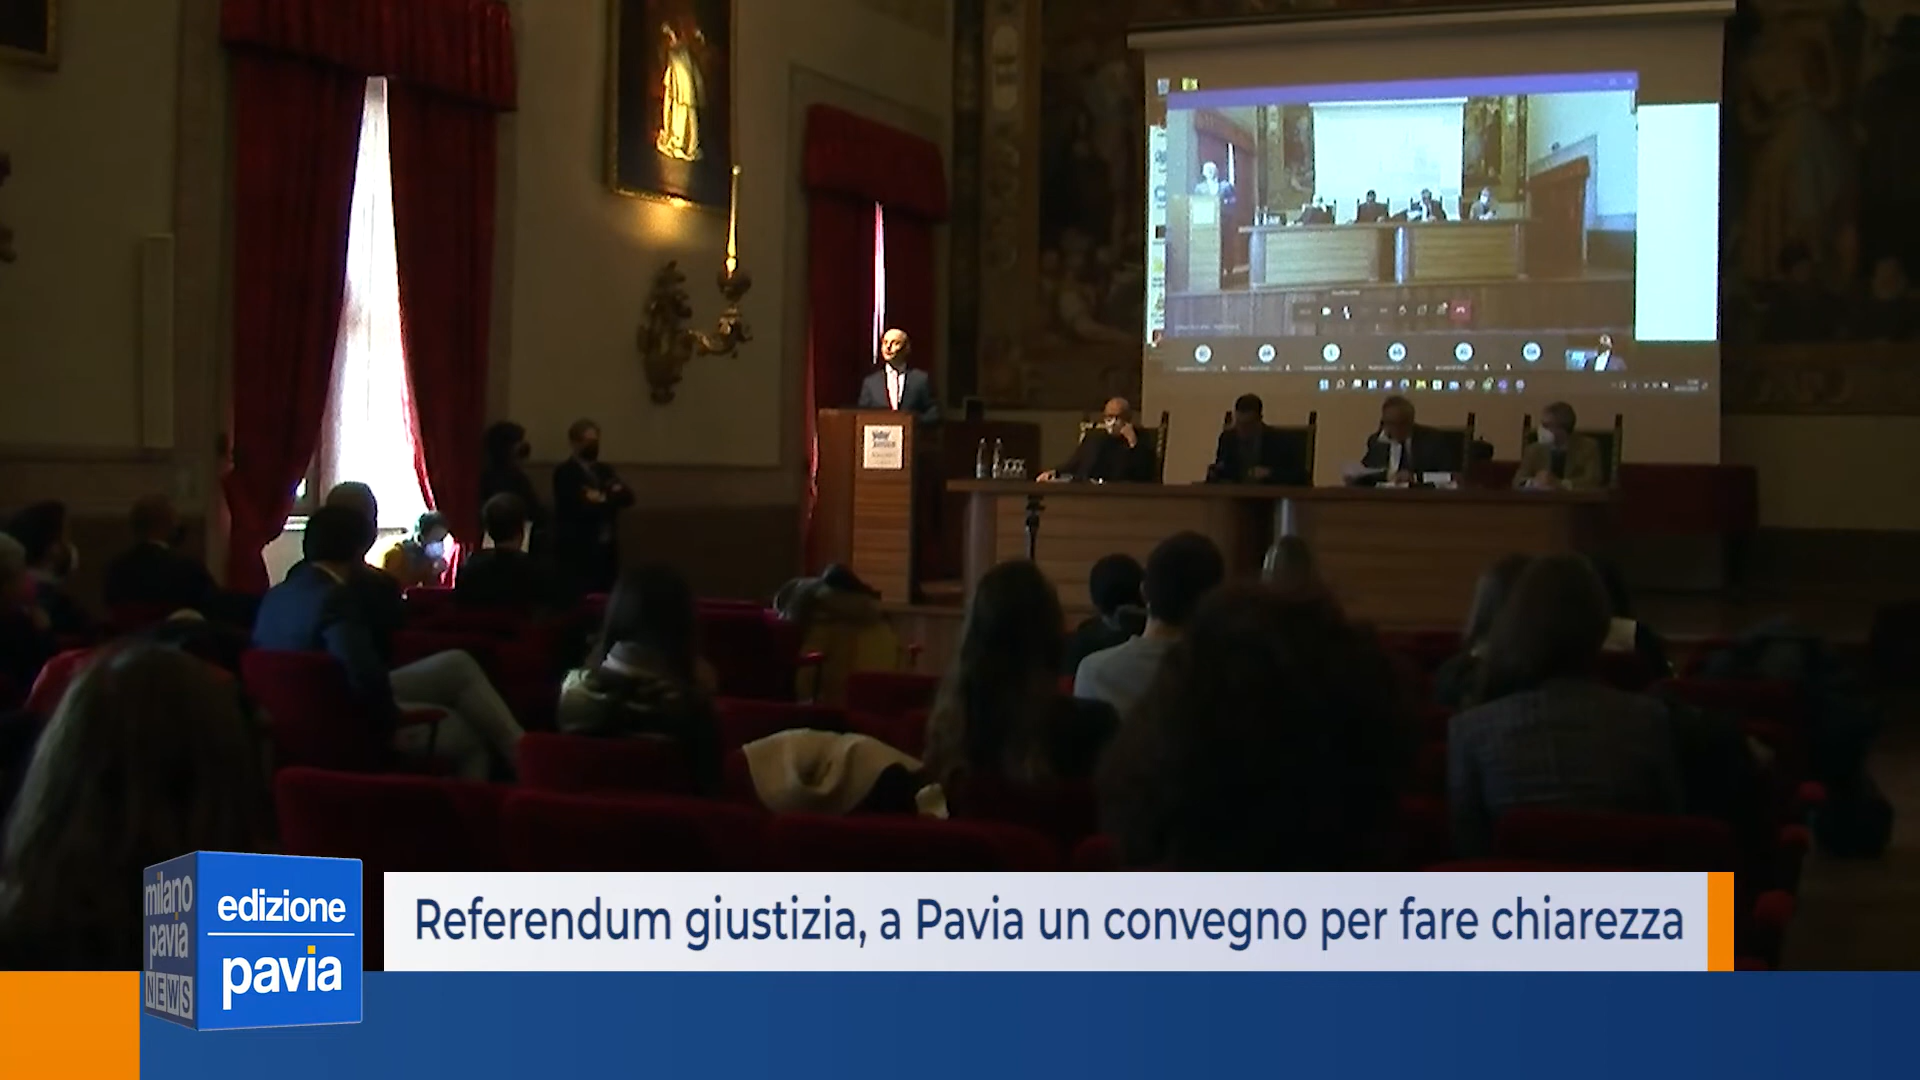 milano
pavia
NEWS
edizione
pavia
Referendum giustizia, a Pavia un convegno per fare chiarezza